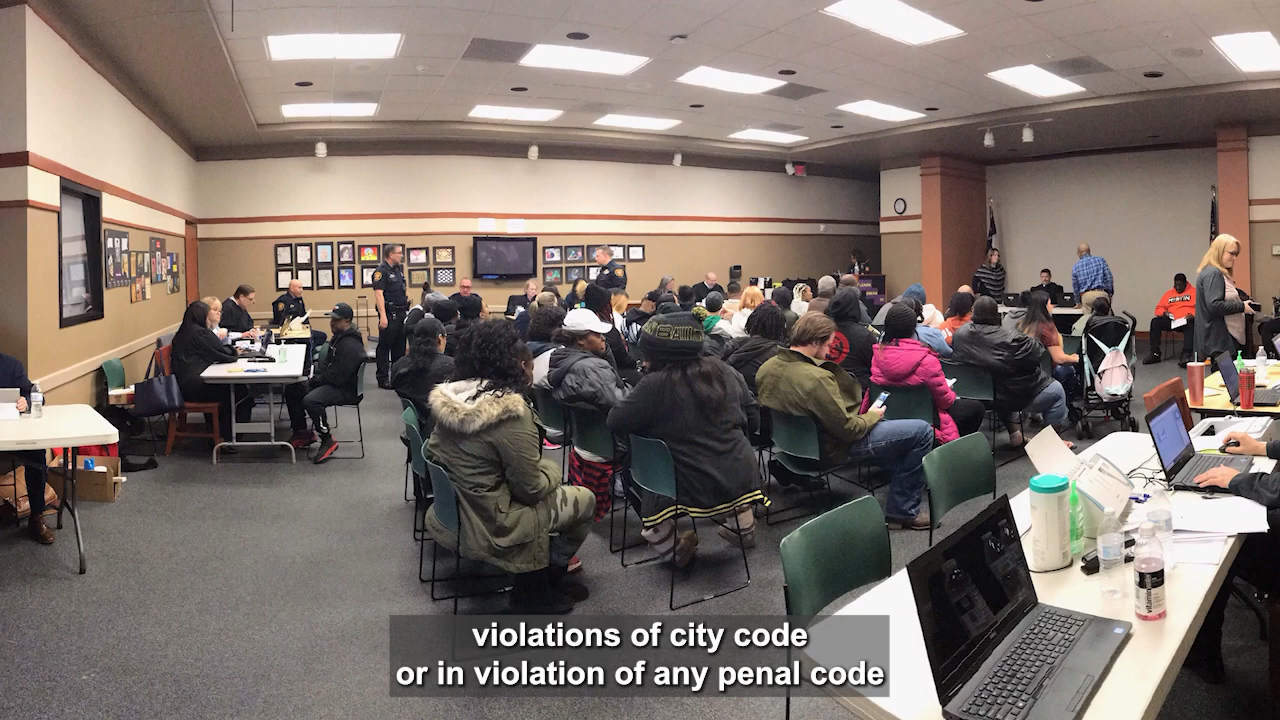 violations of city code
or in violation of any penal code